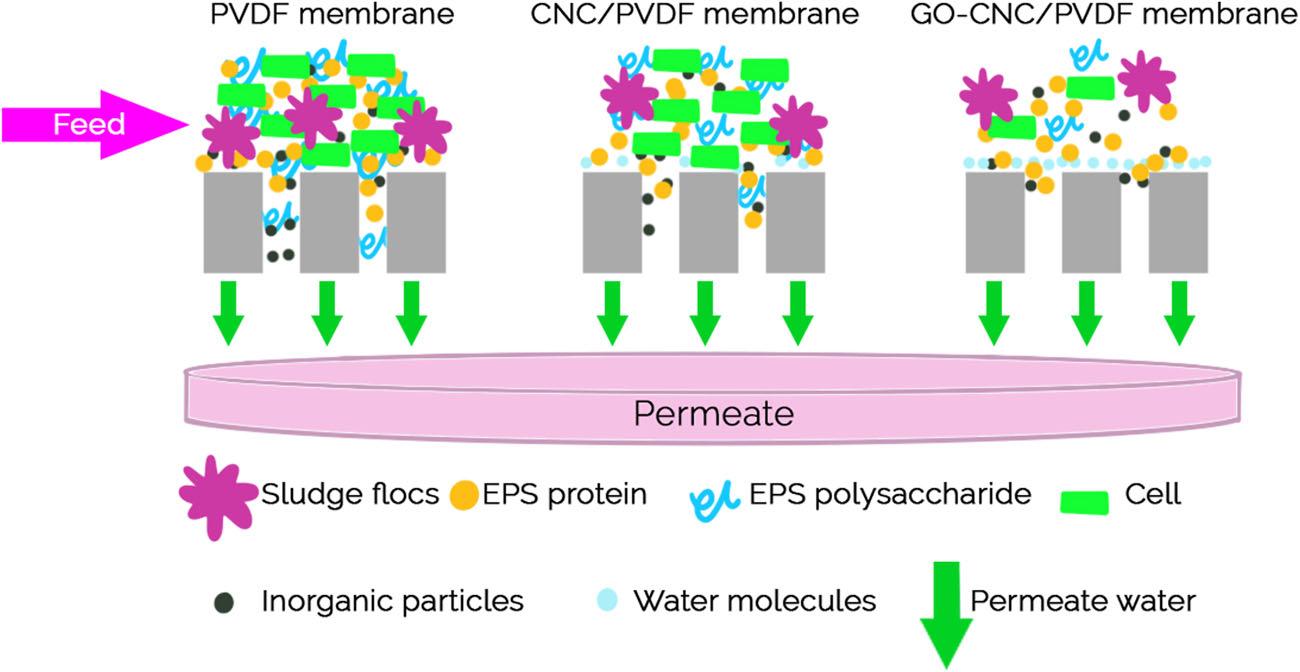 PVDF membrane
CNC/PVDF membrane
GO-CNC/PVDF membrane
Feed
Permeate
Sludge flocs
EPS protein
EPS polysaccharide
Cell
Inorganic particles
Water molecules
Permeate water